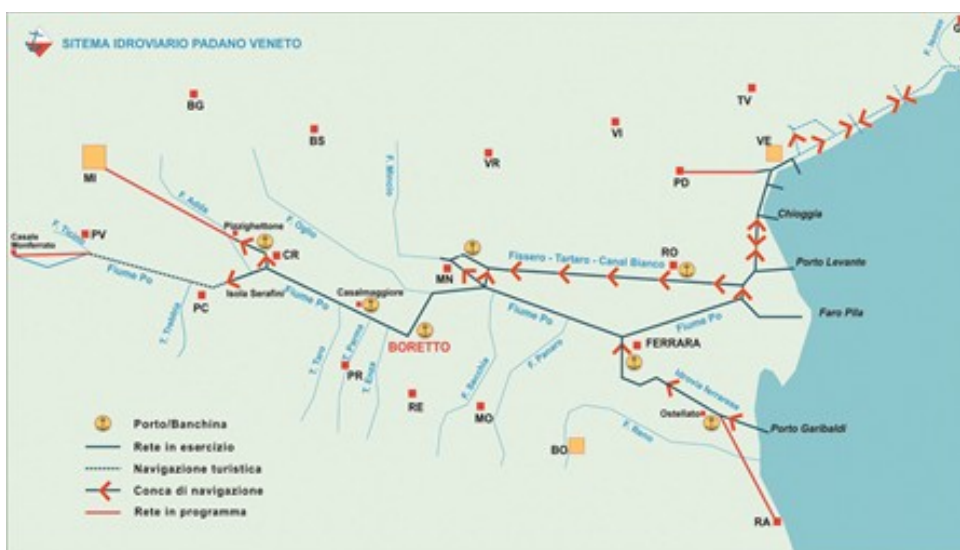 SITEMA IDROVIARIO PADANO VENETO
F. Isonzo
G
BG
TV
BS
VI
VE
VR
MI
PD
F. Mincio
F. Adda
F. Oglio
Chioggia
Casale
Monferrato
F. Ticino
PV
Pizzighettone
CR
Fissero - Tartaro - Canal Bianco
RO
MN
Porto Levante
Fiume Po
Isola Serafini
PC
Fiume Po
Casalmaggiore
Fiume Po
Fiume Po
Faro Pila
T. Trebbia
BORETTO
FERRARA
T. Taro
T. Parma
T. Enza
PR
F. Secchia
F. Panaro
Idrovia ferrarese
RE
MO
Ostellato
Porto Garibaldi
F. Reno
BO
RA
Porto/Banchina
Rete in esercizio
Navigazione turistica
Conca di navigazione
Rete in programma